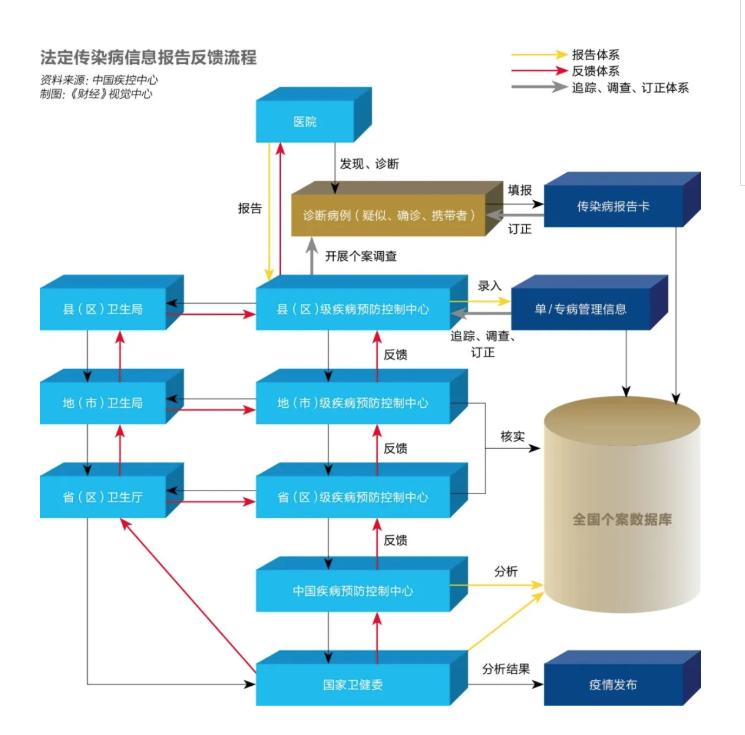 法定传染病信息报告反馈流程
资料来源：中国疾控中心
制图：《财经》视觉中心
报告体系
反馈体系
追踪、调查、订正体系
医院
发现、诊断
报告
诊断病例（疑似、确诊、携带者）
填报
订正
传染病报告卡
开展个案调查
县（区）卫生局
县（区）级疾病预防控制中心
录入
单/专病管理信息
追踪、调查、
订正
反馈
地（市）卫生局
地（市）级疾病预防控制中心
核实
反馈
省（区）卫生厅
省（区）级疾病预防控制中心
全国个案数据库
反馈
中国疾病预防控制中心
分析
国家卫健委
分析结果
疫情发布